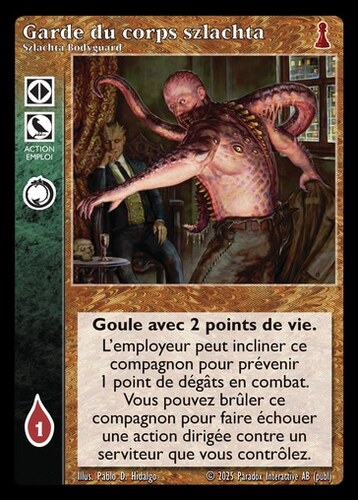 Garde du corps szlachta
Szlachta Bodyguard
ACTION
EMPLOI
Goule avec 2 points de vie.
L'employeur peut incliner ce
compagnon pour prévenir
1 point de dégâts en combat.
Vous pouvez brûler ce
compagnon pour faire échouer
une action dirigée contre un
serviteur que vous contrôlez.
1
Illus. Pablo D. Hidalgo © 2025 Paradox Interactive AB (publ)